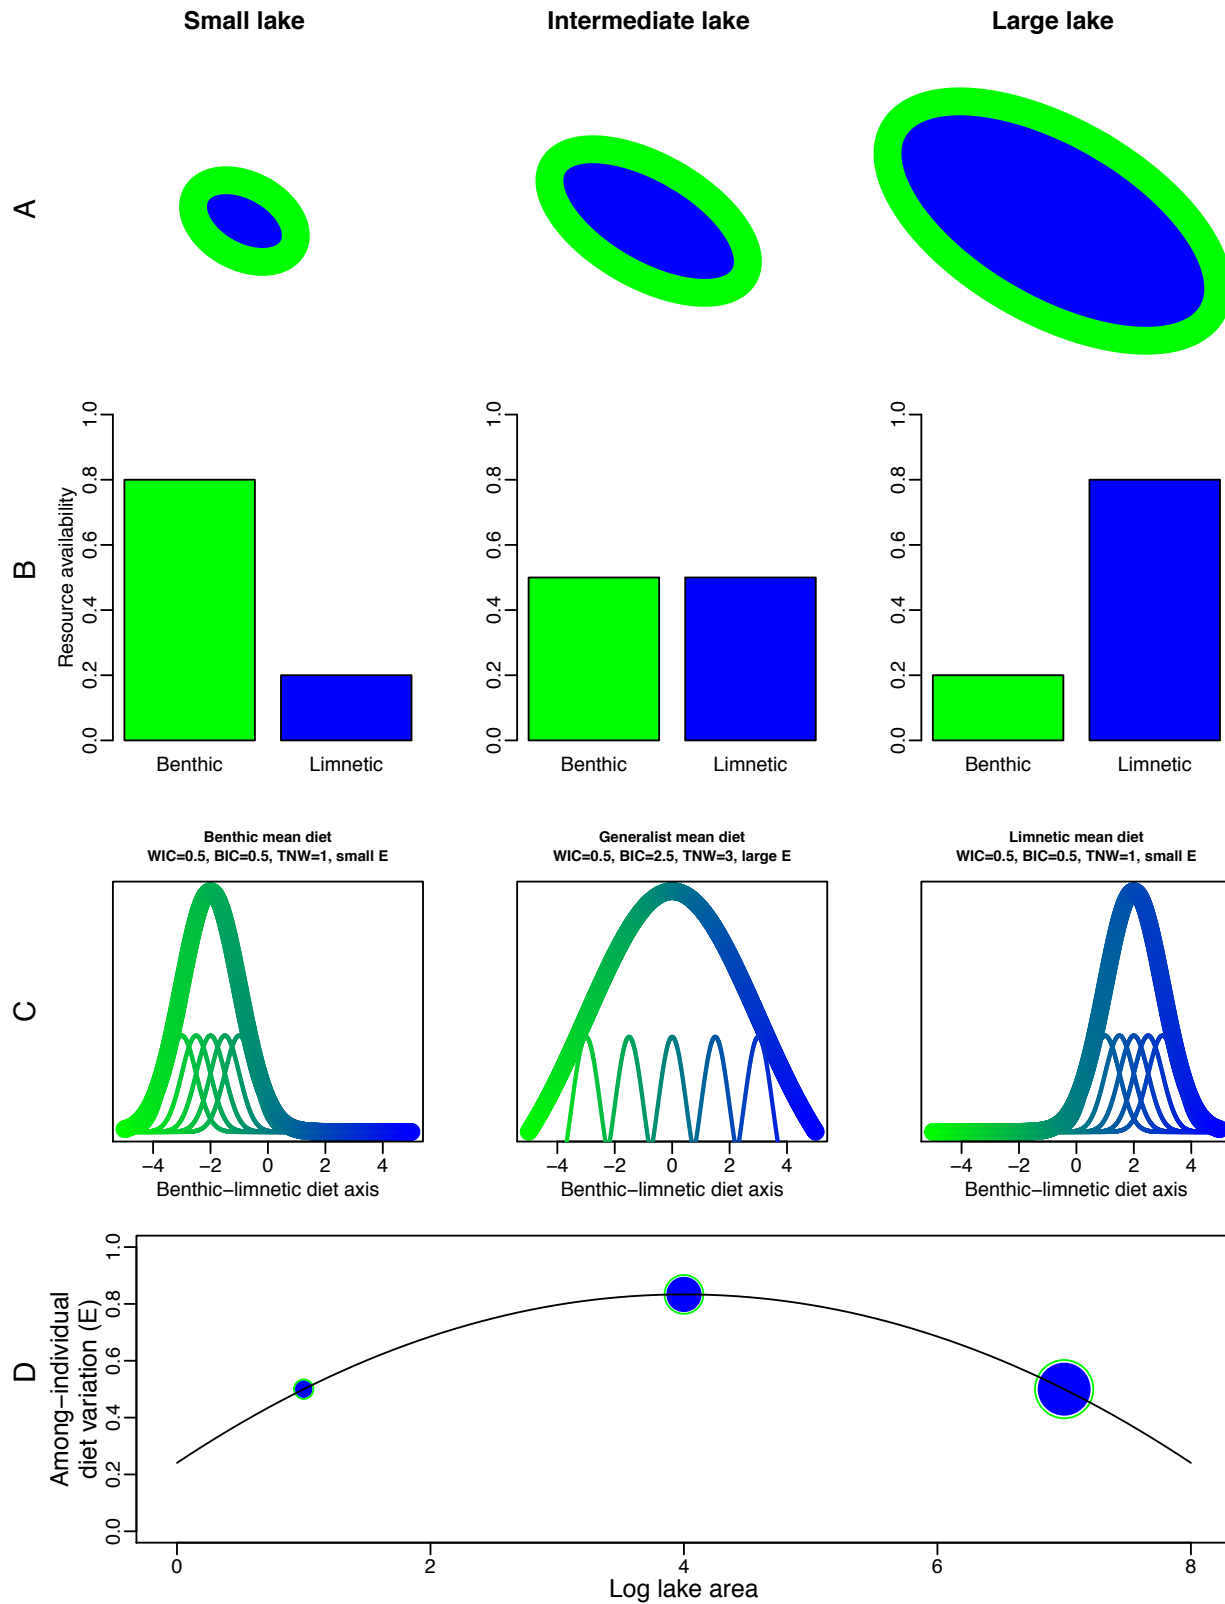 Small lake
Intermediate lake
Large lake
A
B
Resource availability
0.0 0.2 0.4 0.6 0.8 1.0
Benthic Limnetic
0.0 0.2 0.4 0.6 0.8 1.0
Benthic Limnetic
0.0 0.2 0.4 0.6 0.8 1.0
Benthic Limnetic
C
Benthic mean diet
WIC=0.5, BIC=0.5, TNW=1, small E
−4 −2 0 2 4
Benthic−limnetic diet axis
Generalist mean diet
WIC=0.5, BIC=2.5, TNW=3, large E
−4 −2 0 2 4
Benthic−limnetic diet axis
Limnetic mean diet
WIC=0.5, BIC=0.5, TNW=1, small E
−4 −2 0 2 4
Benthic−limnetic diet axis
D
Among−individual
diet variation (E)
0.0 0.2 0.4 0.6 0.8 1.0
0 2 4 6 8
Log lake area